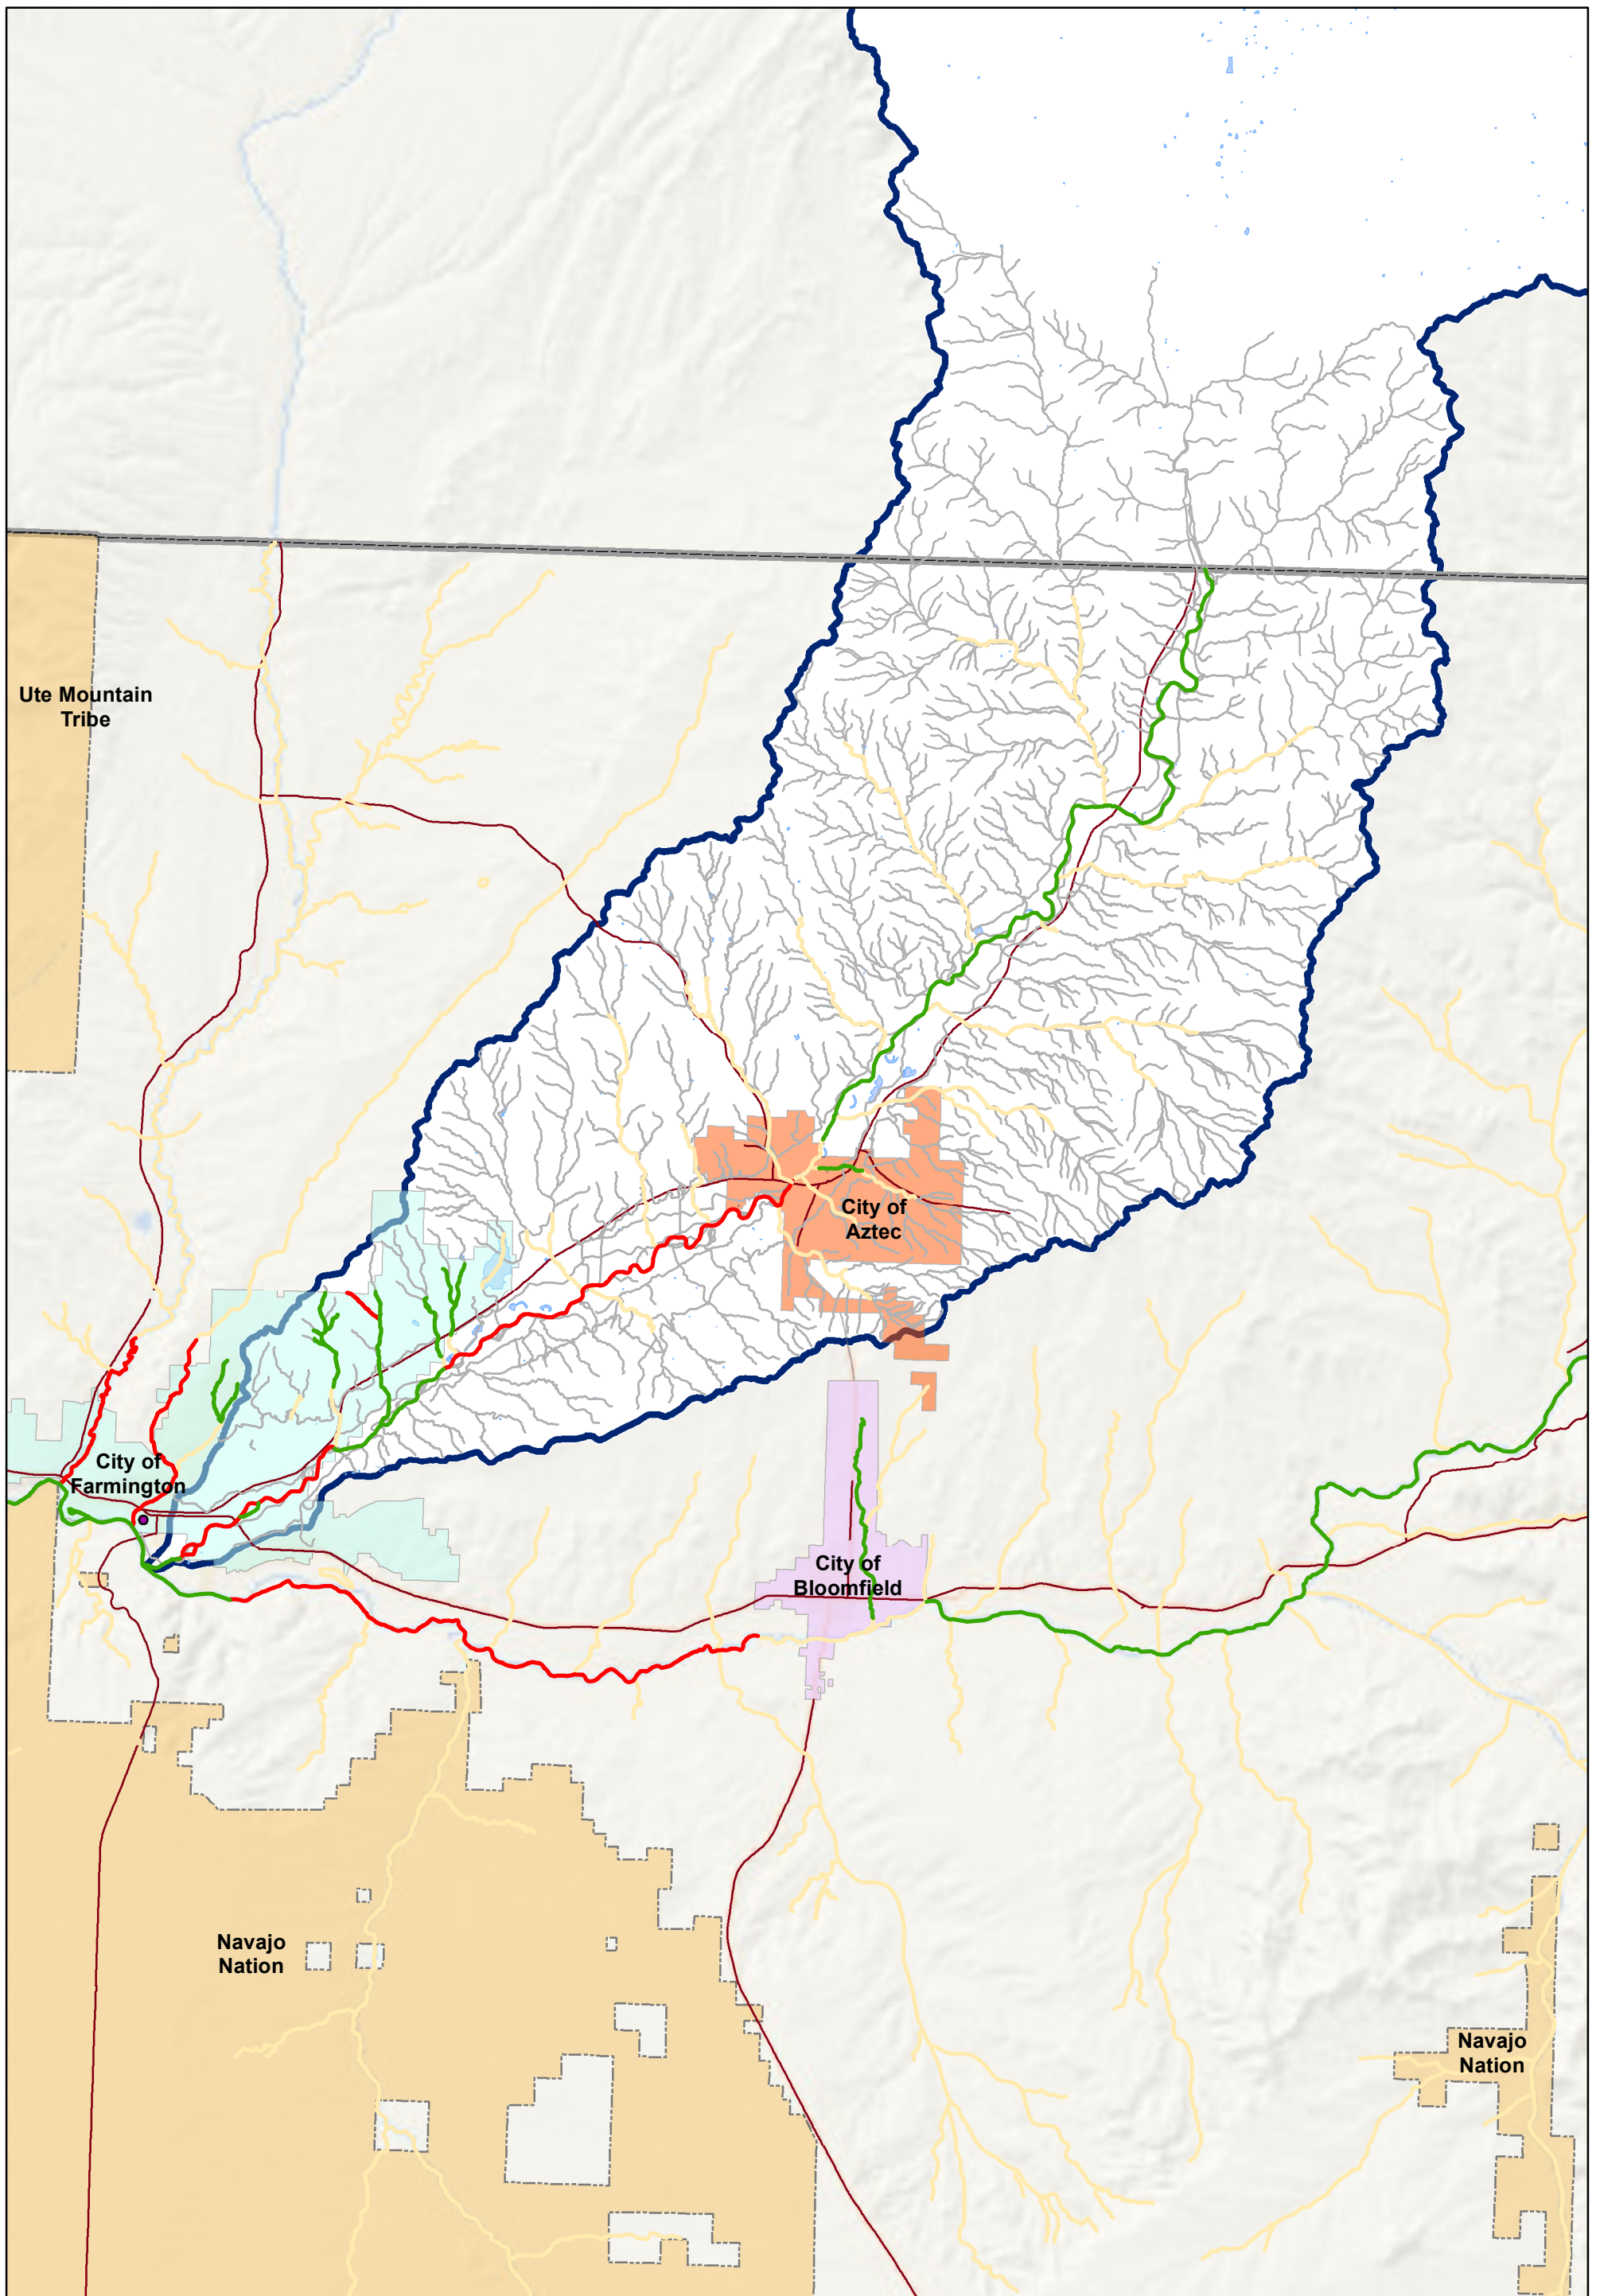 Ute Mountain
Tribe
City of
Aztec
City of
Farmington
City of
Bloomfield
Navajo
Nation
Navajo
Nation